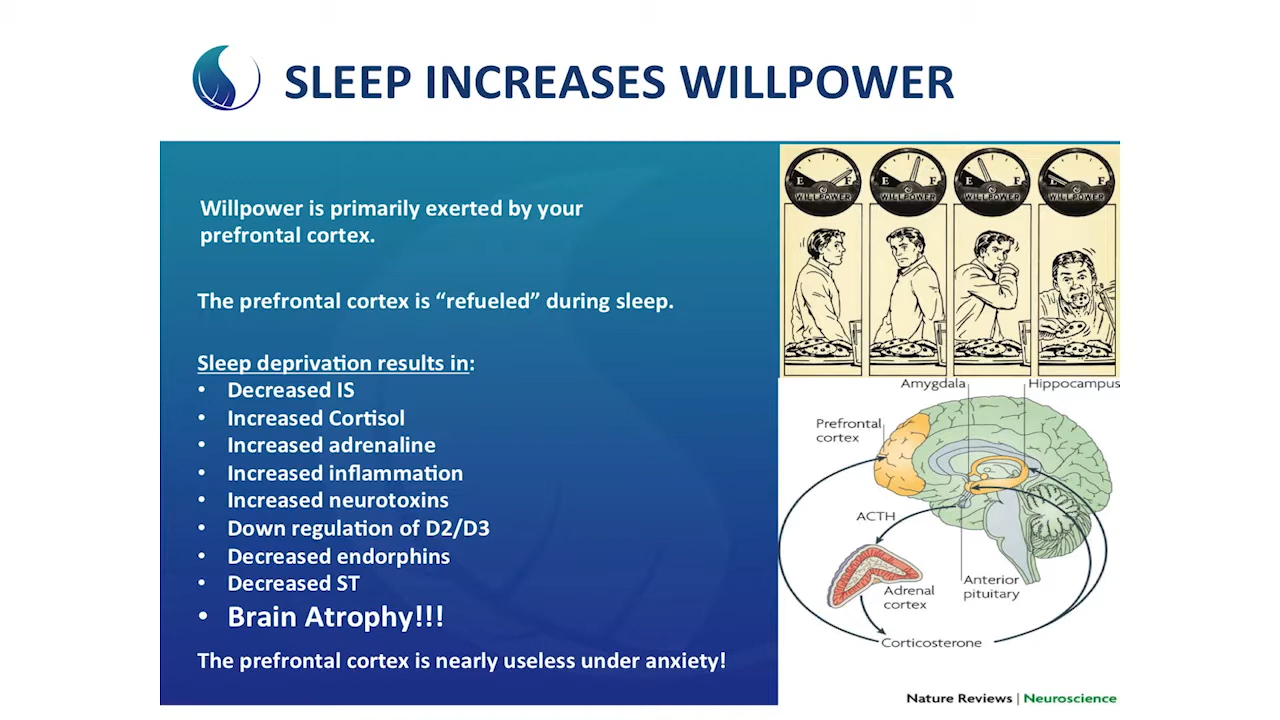 SLEEP INCREASES WILLPOWER
Willpower is primarily exerted by your
prefrontal cortex.
The prefrontal cortex is “refueled” during sleep.
Sleep deprivation results in:
• Decreased IS
• Increased Cortisol
• Increased adrenaline
• Increased inflammation
• Increased neurotoxins
• Down regulation of D2/D3
• Decreased endorphins
• Decreased ST
• Brain Atrophy!!!
The prefrontal cortex is nearly useless under anxiety!
E F
WILLPOWER
E F
WILLPOWER
E F
WILLPOWER
E F
WILLPOWER
Amygdala
Hippocampus
Prefrontal
cortex
ACTH
Adrenal
cortex
Anterior
pituitary
Corticosterone
Nature Reviews | Neuroscience